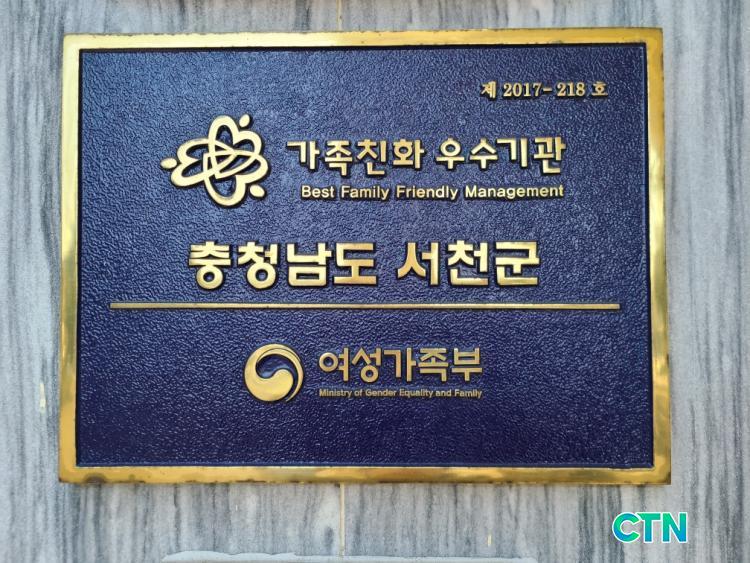 제 2017-218 호
가족친화 우수기관
Best Family Friendly Management
충청남도 서천군
여성가족부
Ministry of Gender Equality and Family
CTN